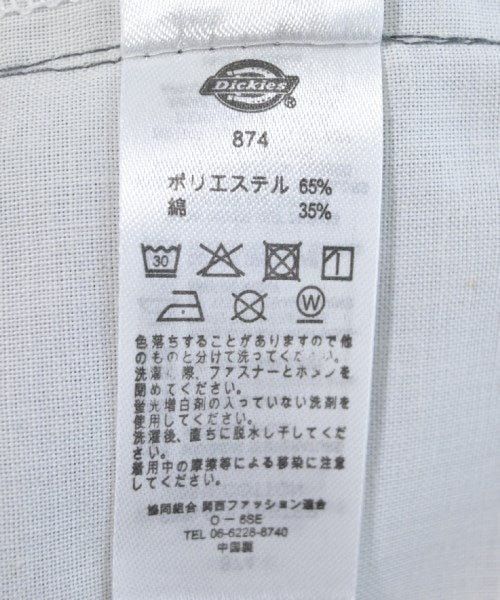 Dickies
®
874
ポリエステル 65%
綿 35%
30
W
色落ちすることがありますので他
のものと分けて洗ってください。
洗濯の際、ファスナーとボタンを
閉めてください。
蛍光増白剤の入っていない洗剤を
使用してください。
洗濯後、直ちに脱水し干してくだ
さい。
着用中の摩擦等による移染に注意
してください。
協同組合 関西ファッション連合
O-6SE
TEL 06-6228-8740
中国製